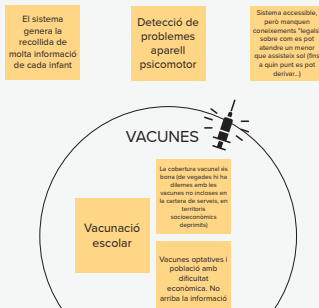 El sistema
genera la
recollida de
molta informació
de cada infant
Detecció de
problemes
aparell
psicomotor
Sistema accessible,
però manquen
coneixements "legals"
sobre com es pot
atendre un menor
que assisteix sol (fins
a quin punt es pot
derivar...)
VACUNES
La cobertura vacunal és
bona (de vegades hi ha
dilemes amb les
vacunes no incloses en
la cartera de serveis, en
territoris
socioeconòmics
deprimits)
Vacunació
escolar
Vacunes optatives i
població amb
dificultat
econòmica. No
arriba la informació